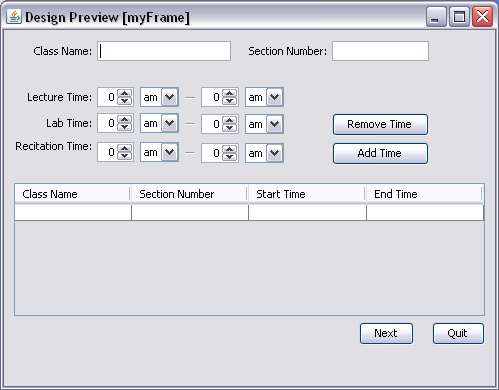 Design Preview [myFrame]
Class Name: Section Number:
Lecture Time: 0 am — 0 am
Lab Time: 0 am — 0 am Remove Time
Recitation Time: 0 am — 0 am Add Time
Class Name Section Number Start Time End Time
Next Quit